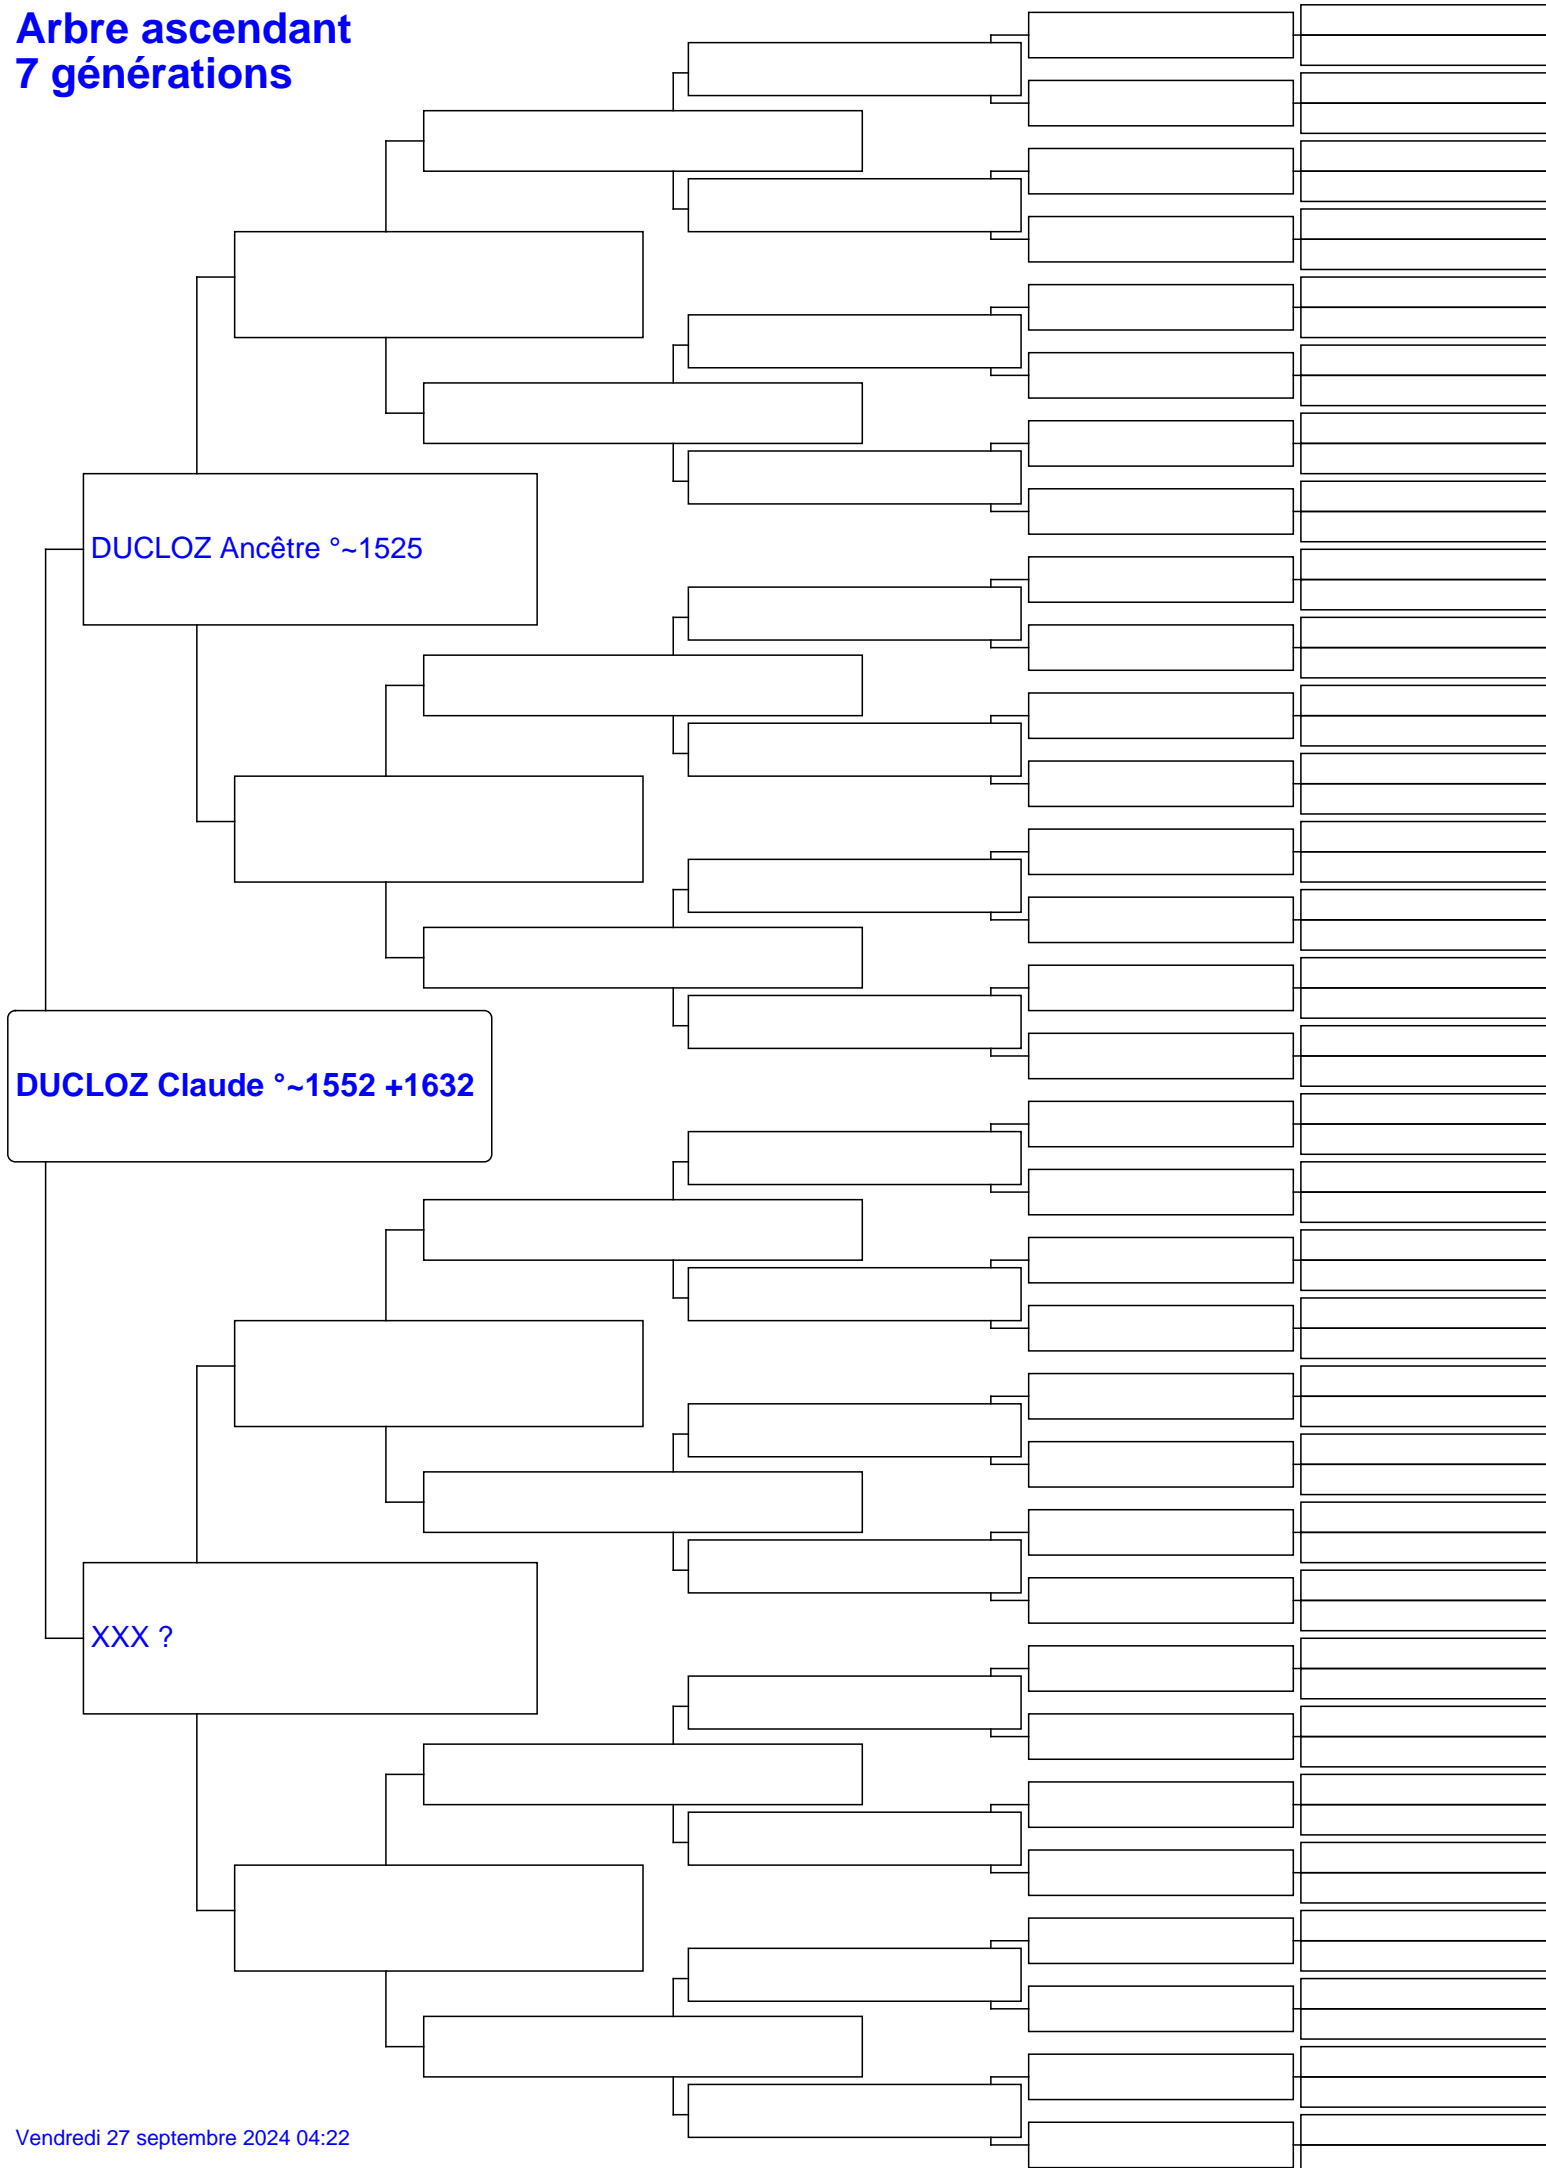 Arbre ascendant
7 générations
DUCLOZ Ancêtre °~1525
DUCLOZ Claude °~1552 +1632
XXX ?
Vendredi 27 septembre 2024 04:22